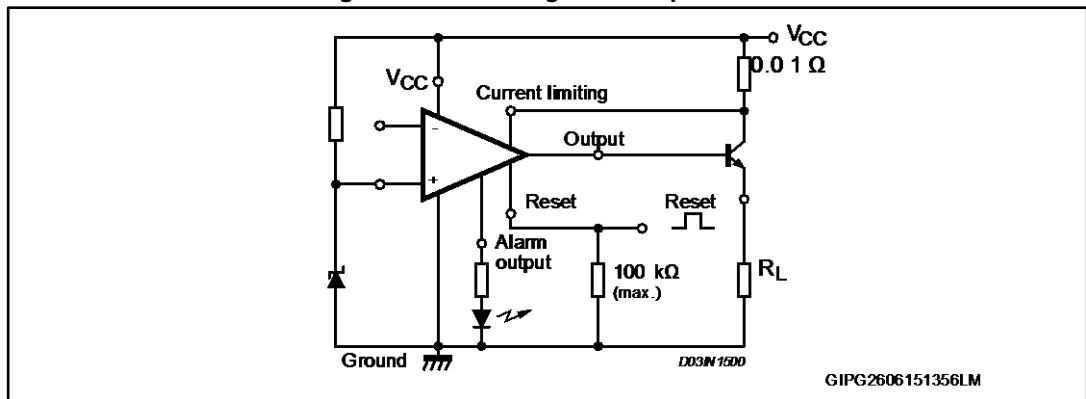 VCC
0.0 1 Ω
VCC
Current limiting
-
Output
+
Reset
Reset
Alarm
output
100 kΩ
(max.)
RL
Ground
D03IN1500
GIPG2606151356LM